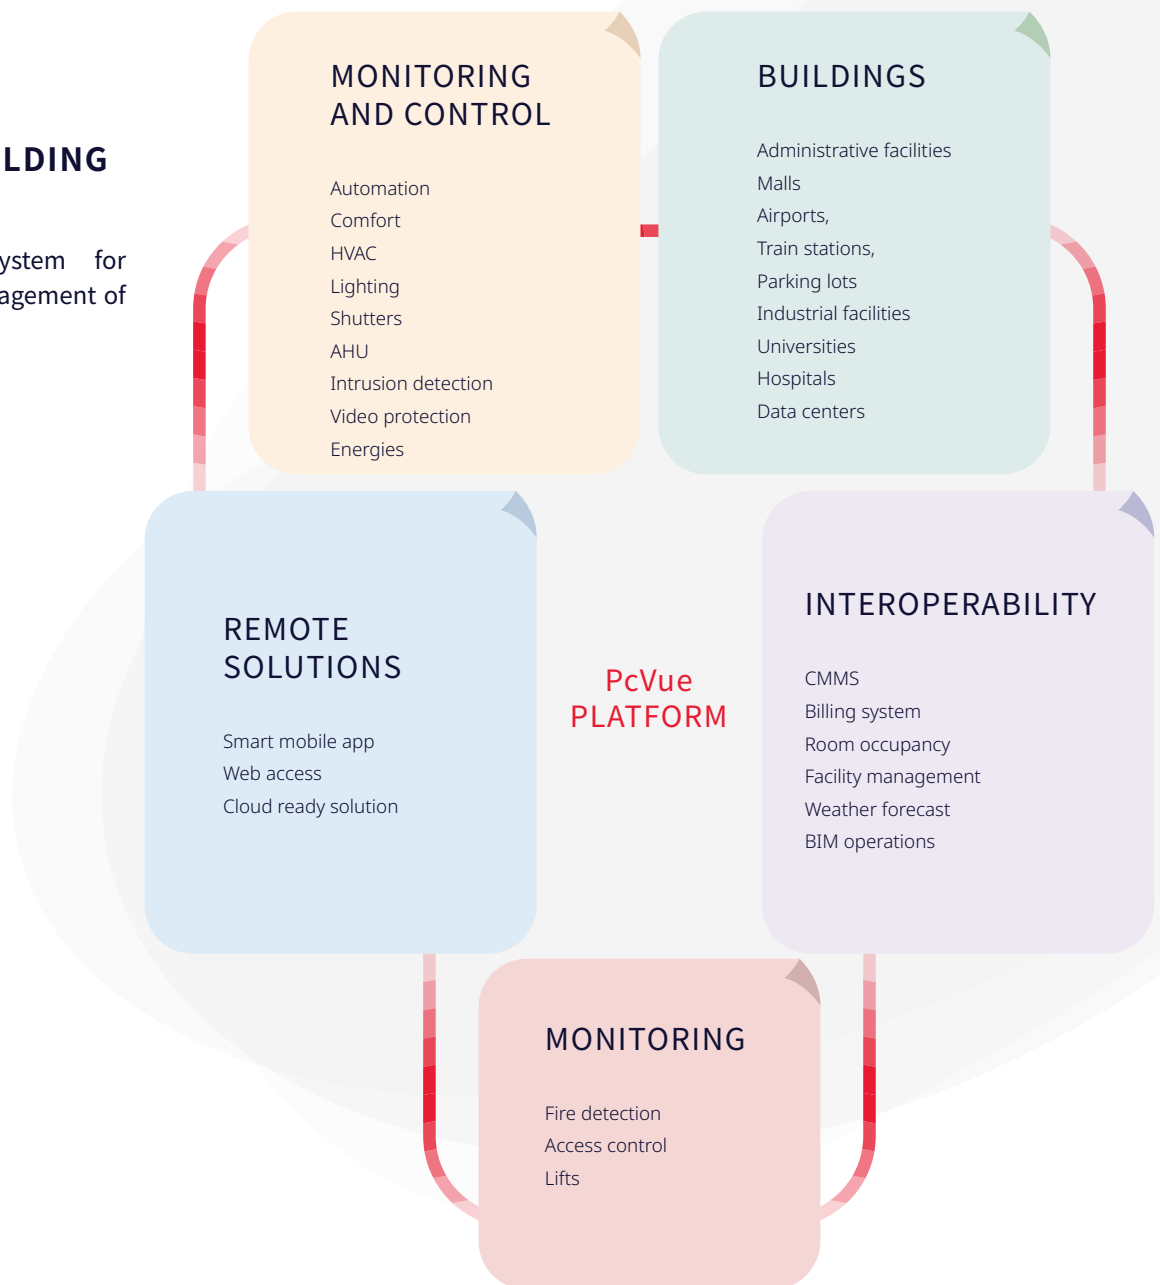 LDING
ystem for
agement of
MONITORING
AND CONTROL
Automation
Comfort
HVAC
Lighting
Shutters
AHU
Intrusion detection
Video protection
Energies
BUILDINGS
Administrative facilities
Malls
Airports,
Train stations,
Parking lots
Industrial facilities
Universities
Hospitals
Data centers
REMOTE
SOLUTIONS
Smart mobile app
Web access
Cloud ready solution
PcVue
PLATFORM
INTEROPERABILITY
CMMS
Billing system
Room occupancy
Facility management
Weather forecast
BIM operations
MONITORING
Fire detection
Access control
Lifts